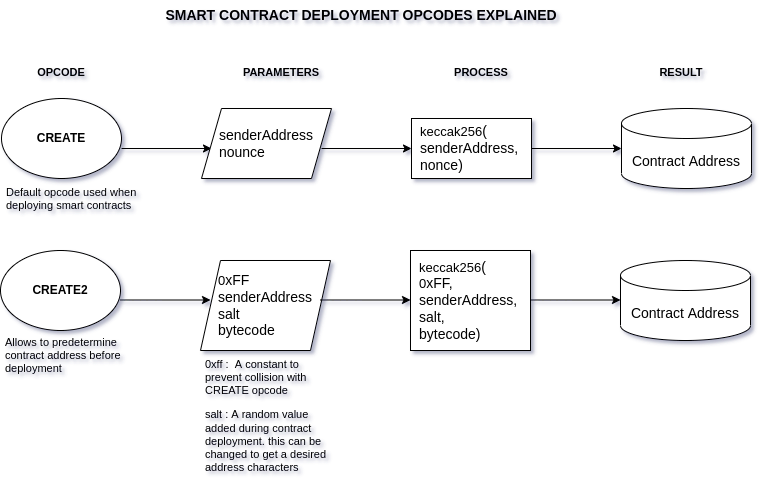 SMART CONTRACT DEPLOYMENT OPCODES EXPLAINED
OPCODE
PARAMETERS
PROCESS
RESULT
CREATE
senderAddress
nounce
keccak256(
senderAddress,
nonce)
Contract Address
Default opcode used when
deploying smart contracts
CREATE2
0xFF
senderAddress
salt
bytecode
keccak256(
0xFF,
senderAddress,
salt,
bytecode)
Contract Address
Allows to predetermine
contract address before
deployment
0xff : A constant to
prevent collision with
CREATE opcode
salt : A random value
added during contract
deployment. this can be
changed to get a desired
address characters